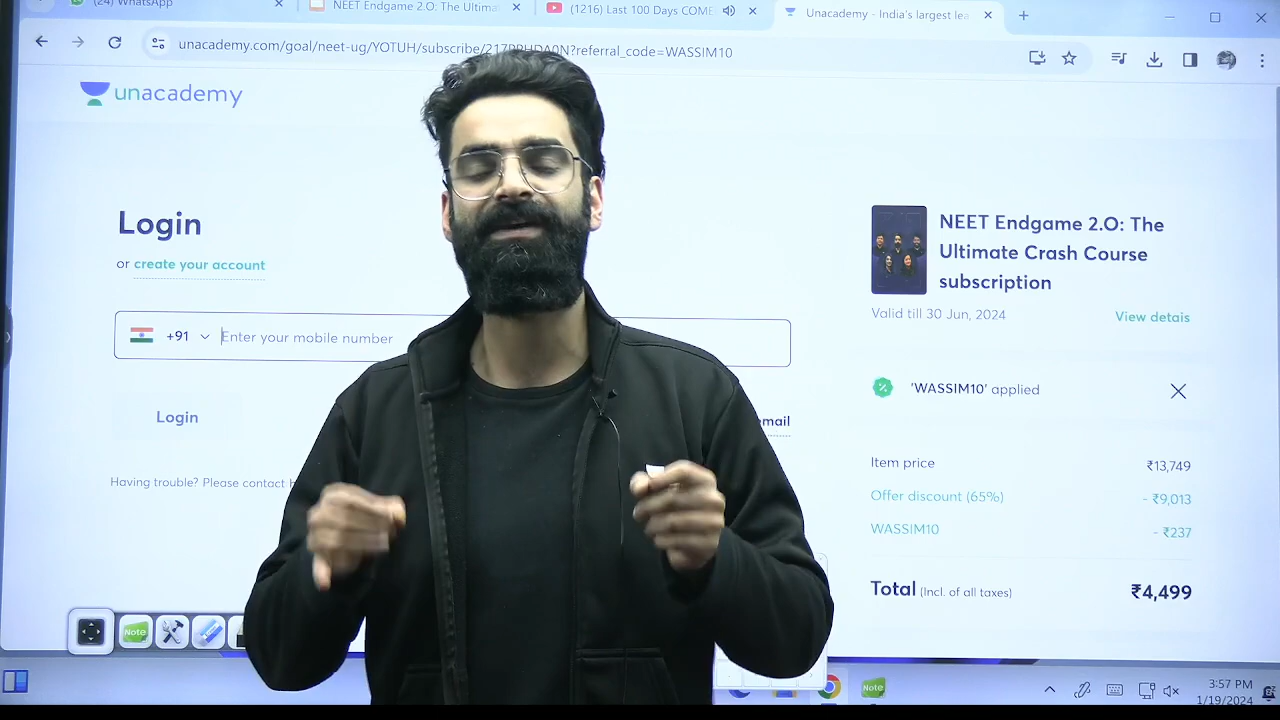 (24) WhatsApp
NEET Endgame 2.O: The Ultima
(1216) Last 100 Days COME
Unacademy - India's largest lea
unacademy.com/goal/neet-ug/YOTUH/subscribe/ ?referral_code=WASSIM10
unacademy
Login
or create your account
+91
Enter your mobile number
Login
email
Having trouble? Please contact
NEET Endgame 2.O: The
Ultimate Crash Course
subscription
Valid till 30 Jun, 2024
View detais
'WASSIM10' applied
Item price
₹13,749
Offer discount (65%)
- ₹9,013
WASSIM10
- ₹237
Total (Incl. of all taxes)
₹4,499
Note
Note
3:57 PM
1/19/2024